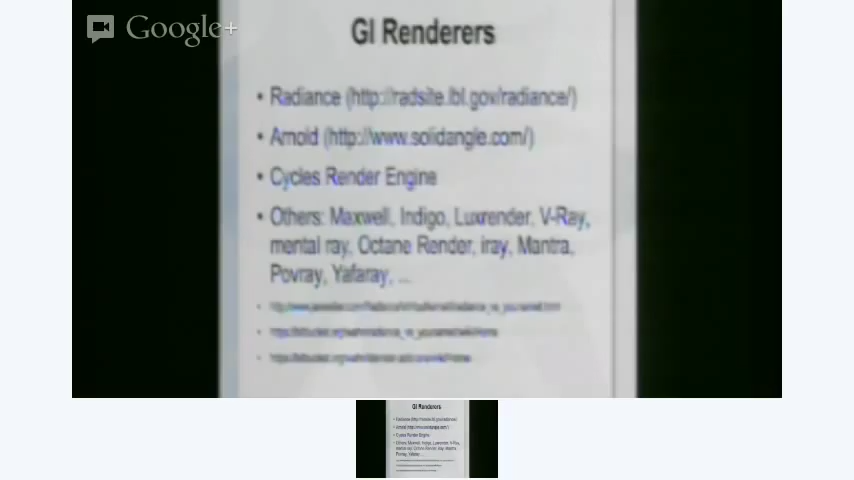 Google+
GI Renderers
• Radiance (http://radsite.lbl.gov/radiance/)
• Arnold (http://www.solidangle.com/)
• Cycles Render Engine
• Others: Maxwell, Indigo, Luxrender, V-Ray,
mental ray, Octane Render, iray, Mantra,
Povray, Yafaray, ...